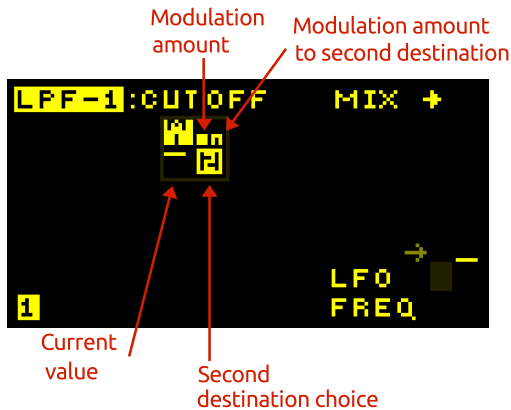 Modulation
amount
Modulation amount
to second destination
LPF-1:CUTOFF MIX →
LFO
FREQ
1
Current
value
Second
destination choice